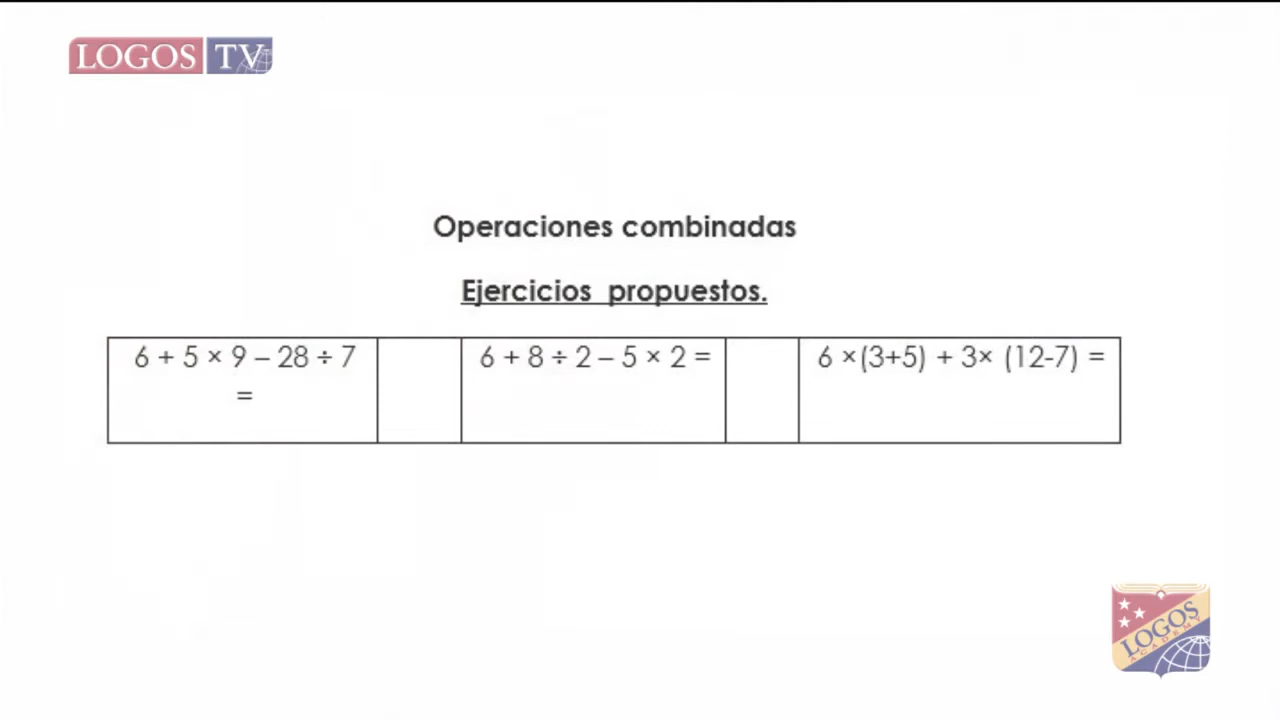 LOGOS TV
Operaciones combinadas
Ejercicios propuestos.
6 + 5 × 9 – 28 ÷ 7
=
6 + 8 ÷ 2 – 5 × 2 =
6 ×(3+5) + 3× (12-7) =
LOGOS
ACADEMY